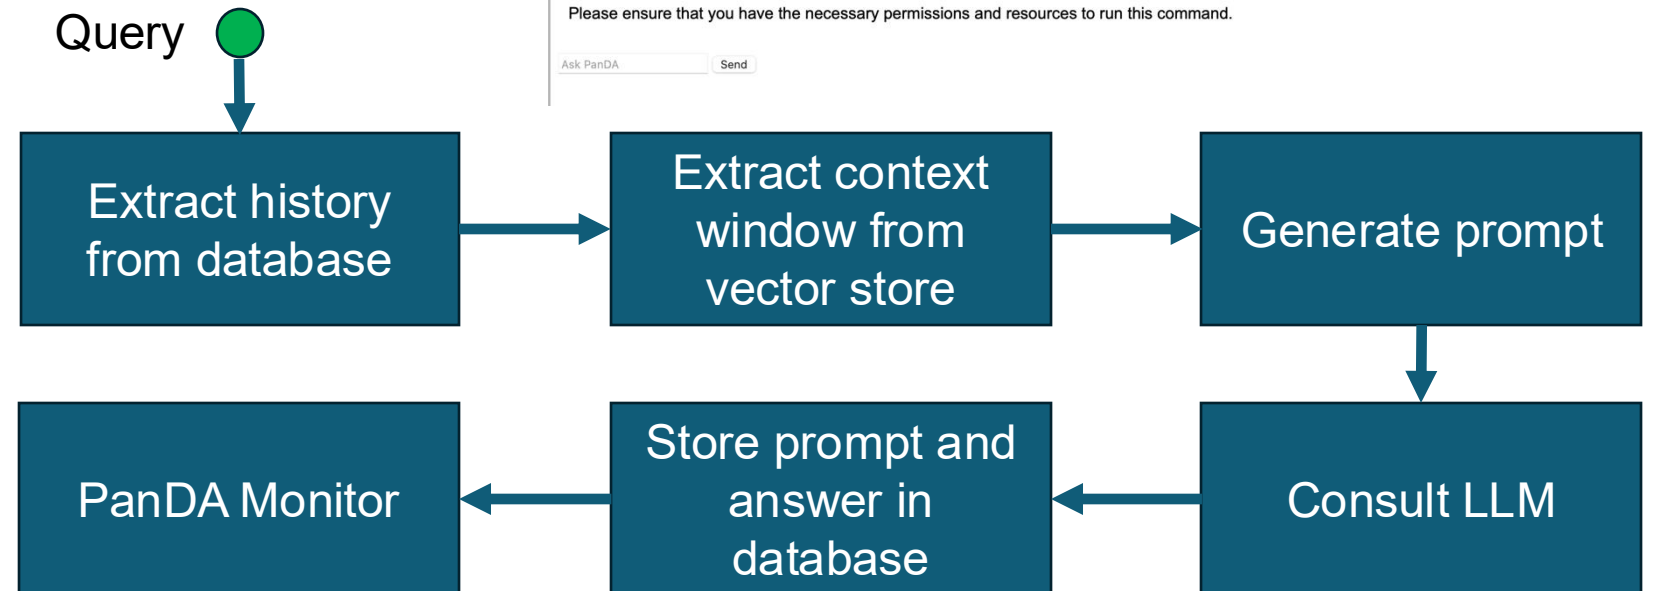 Query
Please ensure that you have the necessary permissions and resources to run this command.
Ask PanDA
Send
Extract history
from database
Extract context
window from
vector store
Generate prompt
PanDA Monitor
Store prompt and
answer in
database
Consult LLM